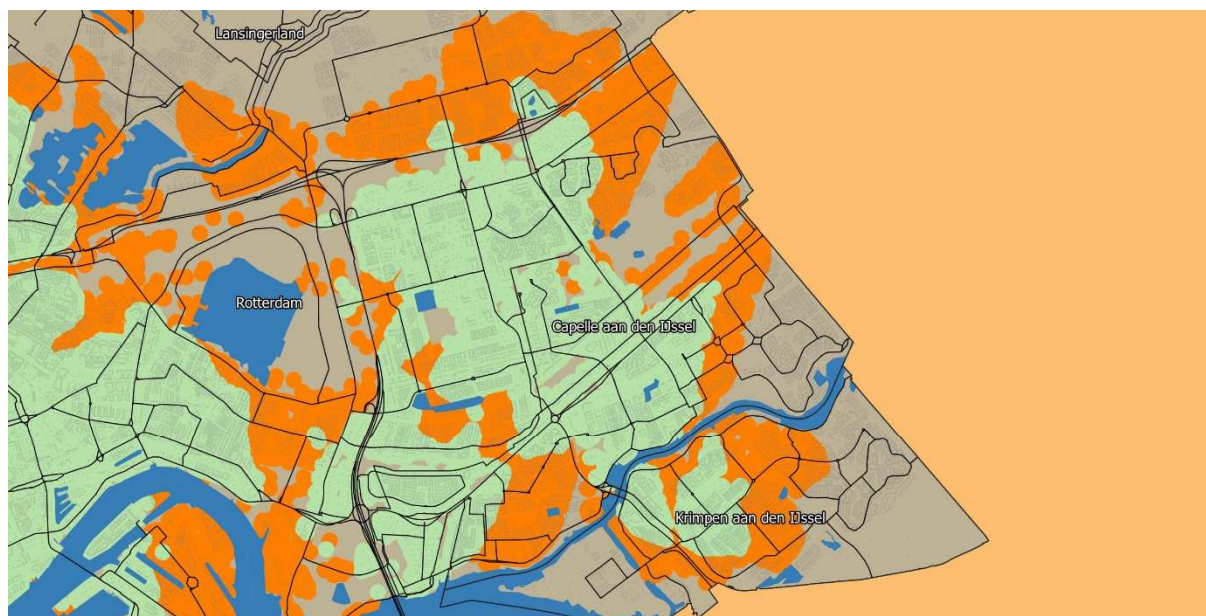 Lansingerland
Rotterdam
Capelle aan den IJssel
Krimpen aan den IJssel